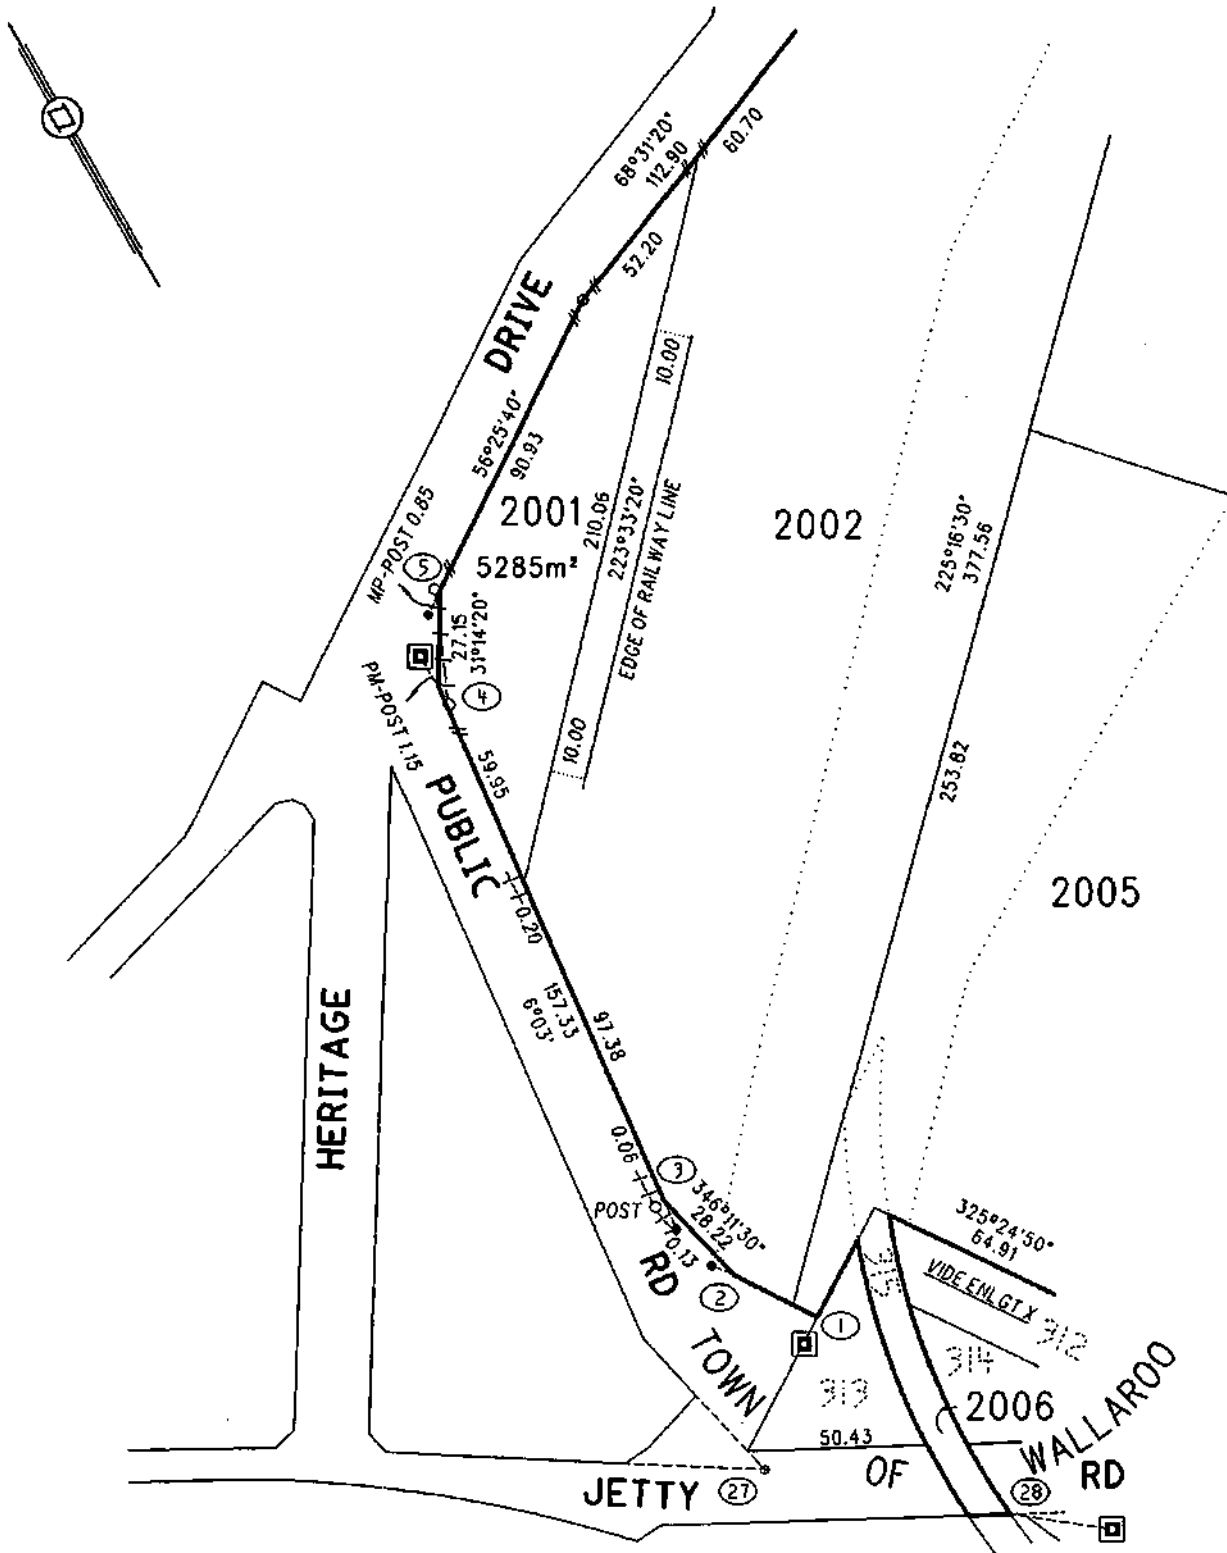 68°31'20"
112.90
60.70
52.20
DRIVE
10.00
56°25'40"
90.93
2001
5285m²
210.06
223°33'20"
EDGE OF RAILWAY LINE
2002
225°16'30"
377.56
MP-POST 0.85
5
27.15
31°14'20"
4
PM-POST 1.15
10.00
59.95
253.82
PUBLIC
2005
0.20
157.33
6°03'
97.38
HERITAGE
0.06
3
346°11'30"
28.22
POST
0.13
RD
2
1
325°24'50"
64.91
VIDE ENLGT X
315
312
314
313
TOWN
2006
50.43
OF
WALLAROO
JETTY
27
28
RD